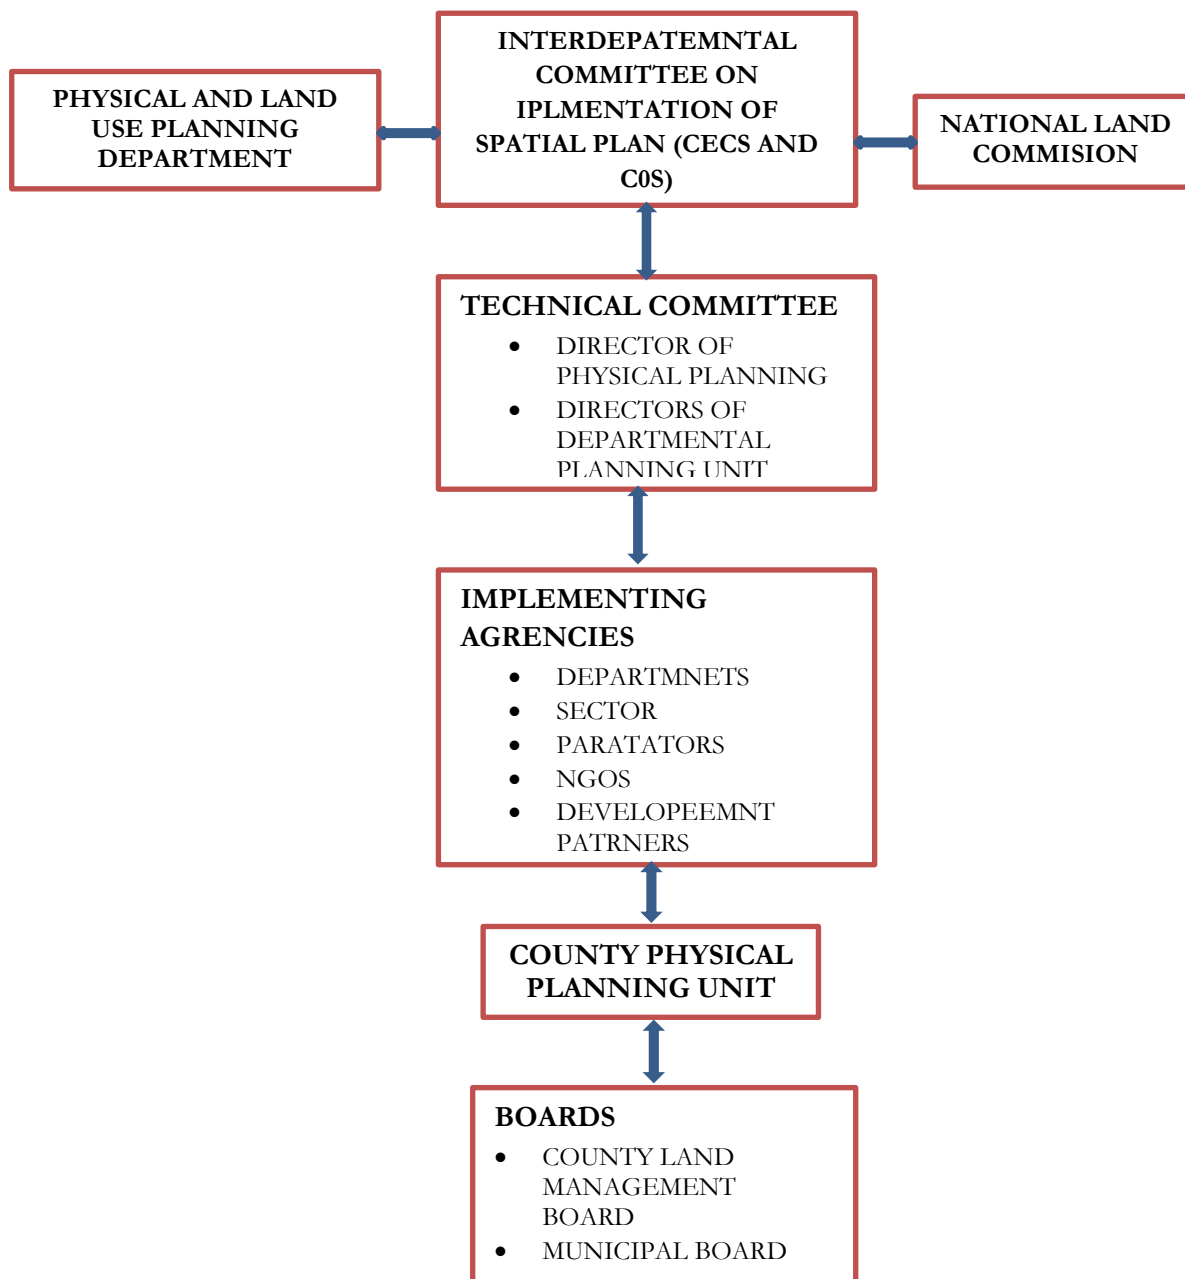 INTERDEPATEMNTAL
COMMITTEE ON
IPLMENTATION OF
SPATIAL PLAN (CECS AND
C0S)
PHYSICAL AND LAND
USE PLANNING
DEPARTMENT
NATIONAL LAND
COMMISION
TECHNICAL COMMITTEE
• DIRECTOR OF
PHYSICAL PLANNING
• DIRECTORS OF
DEPARTMENTAL
PLANNING UNIT
IMPLEMENTING
AGRENCIES
• DEPARTMNETS
• SECTOR
• PARATATORS
• NGOS
• DEVELOPEEMNT
PATRNERS
COUNTY PHYSICAL
PLANNING UNIT
BOARDS
• COUNTY LAND
MANAGEMENT
BOARD
• MUNICIPAL BOARD